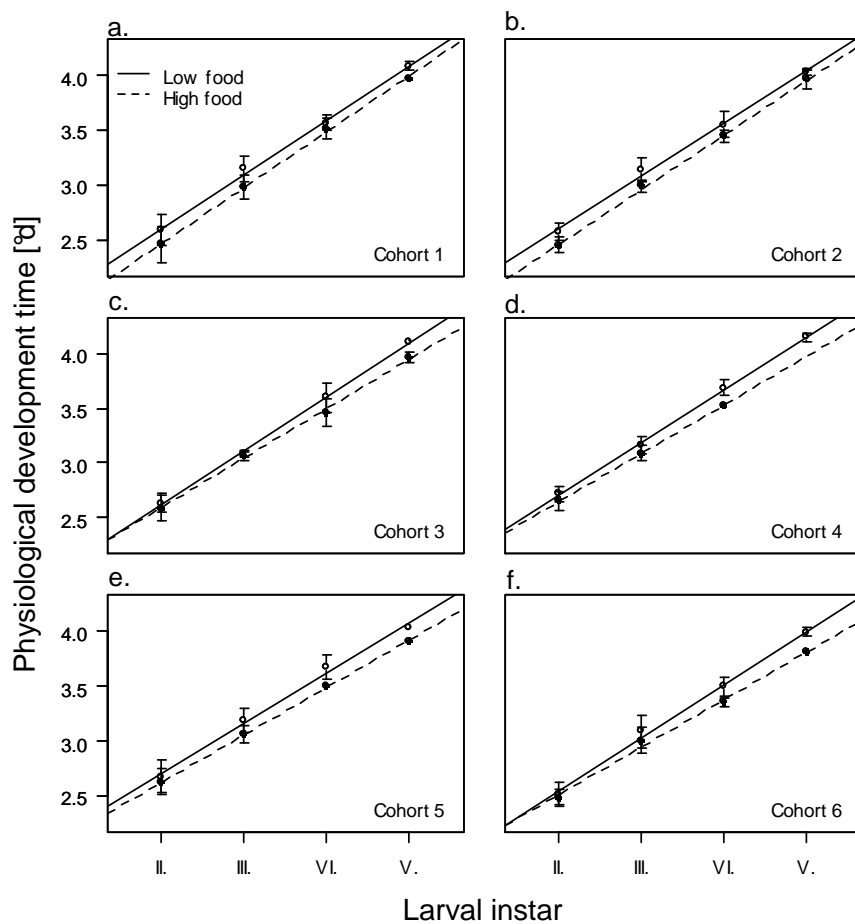 a.
b.
4.0
3.5
3.0
2.5
Low food
High food
Cohort 1
Cohort 2
c.
d.
4.0
3.5
3.0
2.5
Cohort 3
Cohort 4
e.
f.
4.0
3.5
3.0
2.5
Cohort 5
Cohort 6
II.
III.
VI.
V.
II.
III.
VI.
V.
Physiological development time [°d]
Larval instar